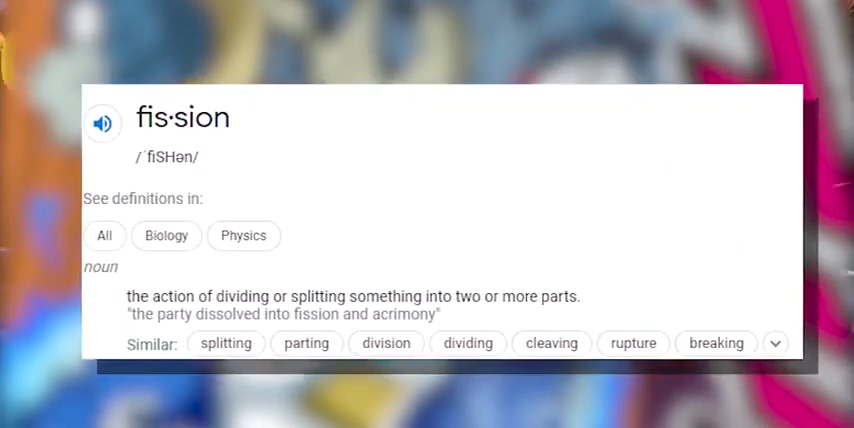 fis·sion
/ˈfiSHən/
See definitions in:
All Biology Physics
noun
the action of dividing or splitting something into two or more parts.
"the party dissolved into fission and acrimony"
Similar: splitting parting division dividing cleaving rupture breaking